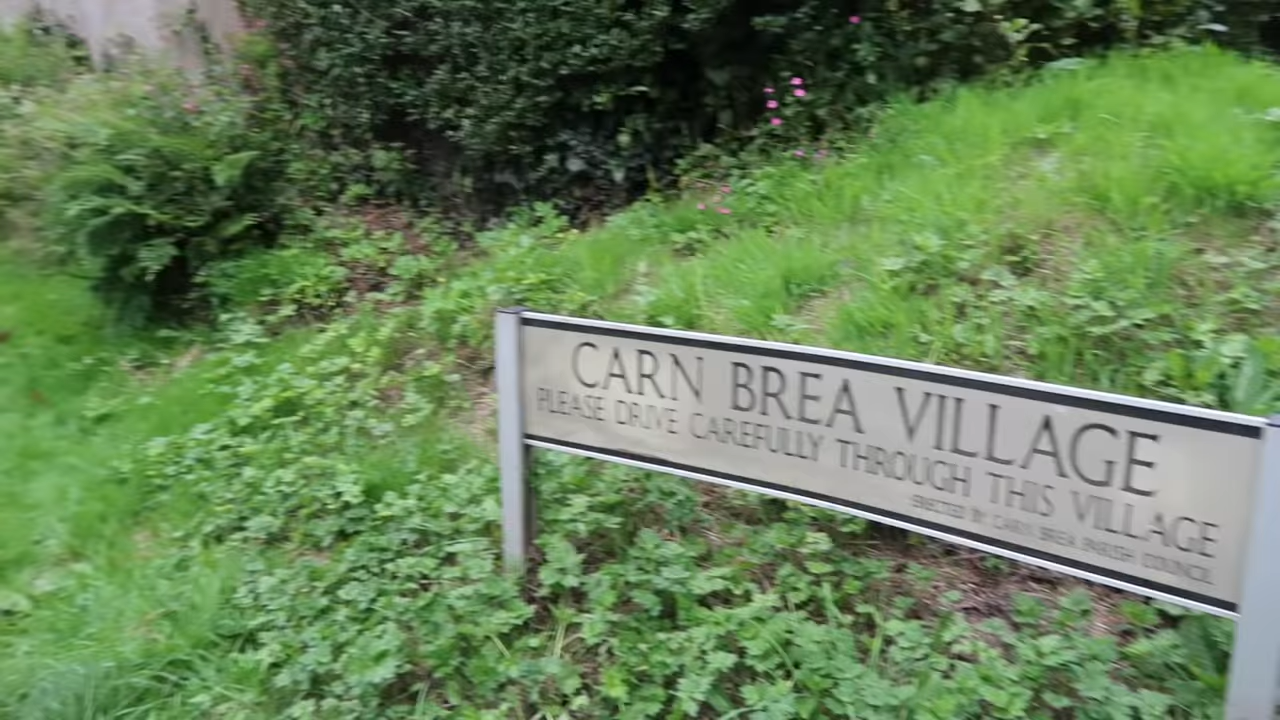 CARN BREA VILLAGE
PLEASE DRIVE CAREFULLY THROUGH THIS VILLAGE
ERECTED BY CARN BREA PARISH COUNCIL